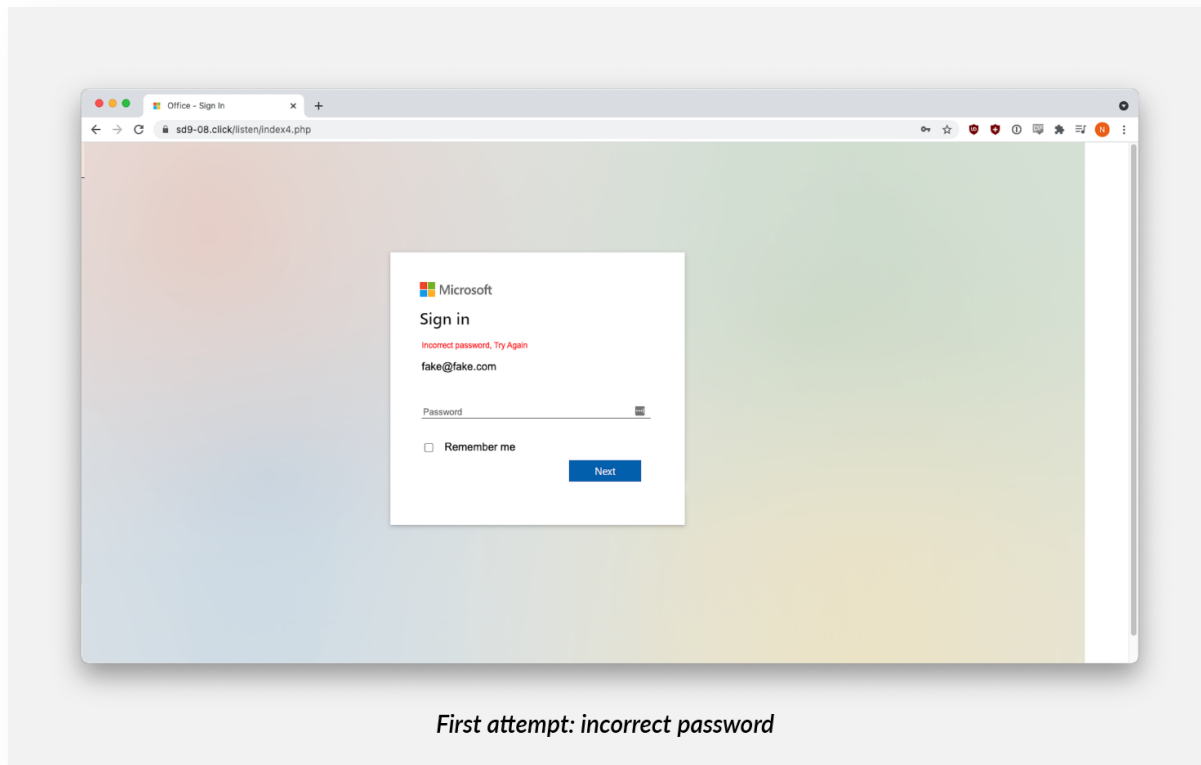 Office - Sign In
sd9-08.click/listen/index4.php
N
Microsoft
Sign in
Incorrect password, Try Again
fake@fake.com
Password
Remember me
Next
First attempt: incorrect password